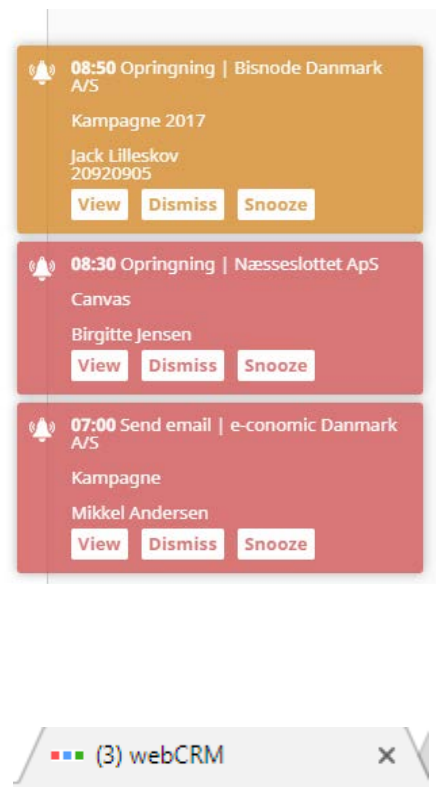 08:50 Opringning | Bisnode Danmark
A/S
Kampagne 2017
Jack Lilleskov
20920905
View Dismiss Snooze
08:30 Opringning | Næsseslottet ApS
Canvas
Birgitte Jensen
View Dismiss Snooze
07:00 Send email | e-conomic Danmark
A/S
Kampagne
Mikkel Andersen
View Dismiss Snooze
(3) webCRM